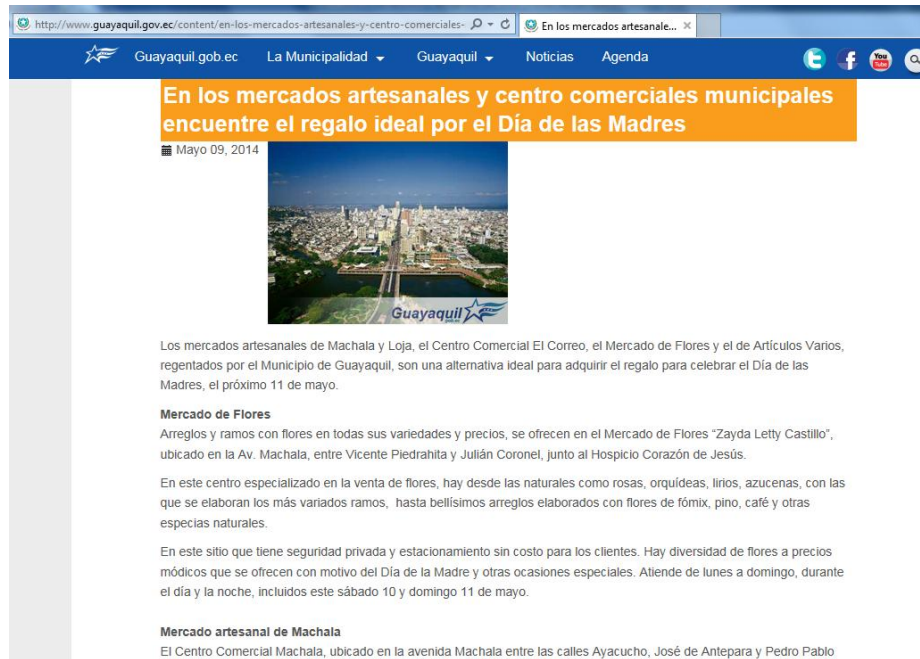 http://www.guayaquil.gov.ec/content/en-los-mercados-artesanales-y-centro-comerciales-
En los mercados artesanale...
Guayaquil.gob.ec La Municipalidad Guayaquil Noticias Agenda
You
Tube
En los mercados artesanales y centro comerciales municipales
encuentre el regalo ideal por el Día de las Madres
Mayo 09, 2014
Guayaquil
gob.ec
Los mercados artesanales de Machala y Loja, el Centro Comercial El Correo, el Mercado de Flores y el de Artículos Varios,
regentados por el Municipio de Guayaquil, son una alternativa ideal para adquirir el regalo para celebrar el Día de las
Madres, el próximo 11 de mayo.
Mercado de Flores
Arreglos y ramos con flores en todas sus variedades y precios, se ofrecen en el Mercado de Flores “Zayda Letty Castillo”,
ubicado en la Av. Machala, entre Vicente Piedrahita y Julián Coronel, junto al Hospicio Corazón de Jesús.
En este centro especializado en la venta de flores, hay desde las naturales como rosas, orquídeas, lirios, azucenas, con las
que se elaboran los más variados ramos, hasta bellísimos arreglos elaborados con flores de fómix, pino, café y otras
especias naturales.
En este sitio que tiene seguridad privada y estacionamiento sin costo para los clientes. Hay diversidad de flores a precios
módicos que se ofrecen con motivo del Día de la Madre y otras ocasiones especiales. Atiende de lunes a domingo, durante
el día y la noche, incluidos este sábado 10 y domingo 11 de mayo.
Mercado artesanal de Machala
El Centro Comercial Machala, ubicado en la avenida Machala entre las calles Ayacucho, José de Antepara y Pedro Pablo